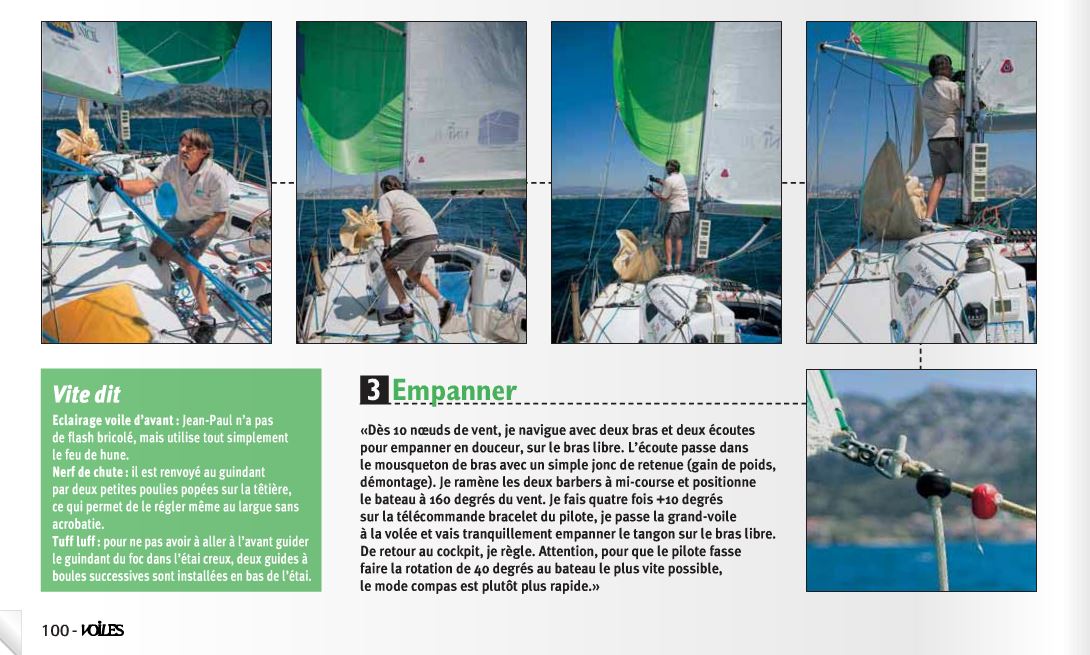 Vite dit
Eclairage voile d'avant : Jean-Paul n'a pas
de flash bricolé, mais utilise tout simplement
le feu de hune.
Nerf de chute : il est renvoyé au guindant
par deux petites poulies popées sur la têtière,
ce qui permet de le régler même au largue sans
acrobatie.
Tuff luff : pour ne pas avoir à aller à l'avant guider
le guindant du foc dans l'étai creux, deux guides à
boules successives sont installées en bas de l'étai.
3 Empanner
«Dès 10 nœuds de vent, je navigue avec deux bras et deux écoutes
pour empanner en douceur, sur le bras libre. L'écoute passe dans
le mousqueton de bras avec un simple jonc de retenue (gain de poids,
démontage). Je ramène les deux barbers à mi-course et positionne
le bateau à 160 degrés du vent. Je fais quatre fois +10 degrés
sur la télécommande bracelet du pilote, je passe la grand-voile
à la volée et vais tranquillement empanner le tangon sur le bras libre.
De retour au cockpit, je règle. Attention, pour que le pilote fasse
faire la rotation de 40 degrés au bateau le plus vite possible,
le mode compas est plutôt plus rapide.»
100 - VOILES